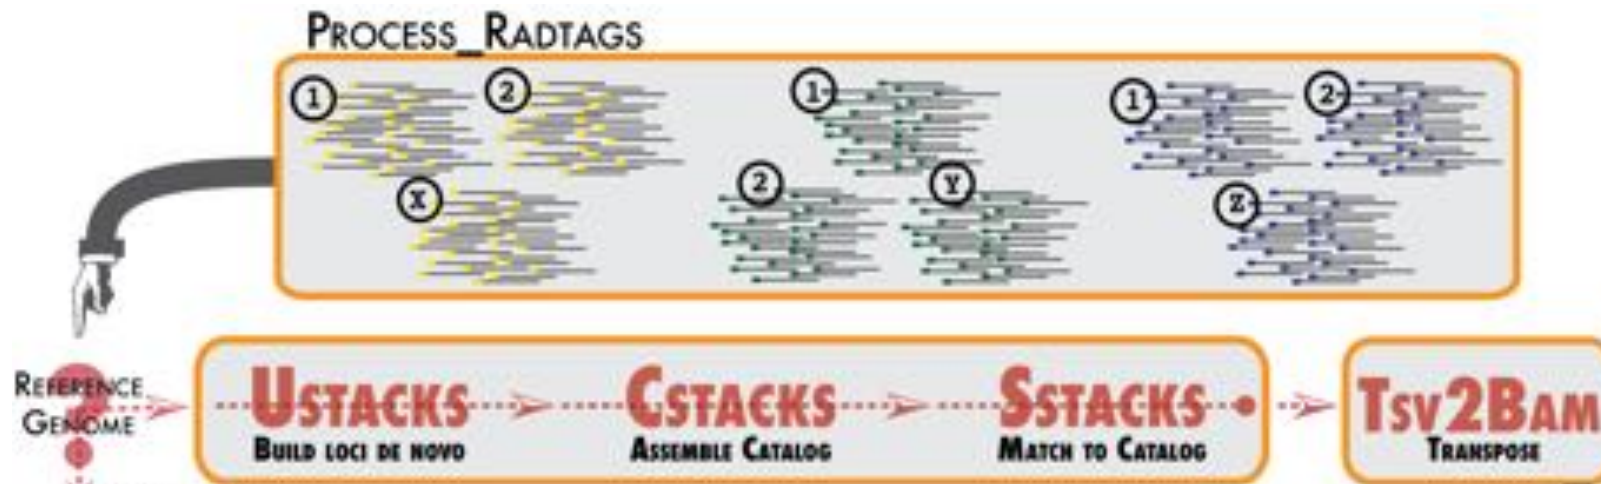 PROCESS_RADTAGS
1 2 1 1 2
X 2 Y Z
REFERENCE GENOME
USTACKS CSTACKS SSTACKS TSV2BAM
BUILD LOCI DE NOVO ASSEMBLE CATALOG MATCH TO CATALOG TRANSPOSE